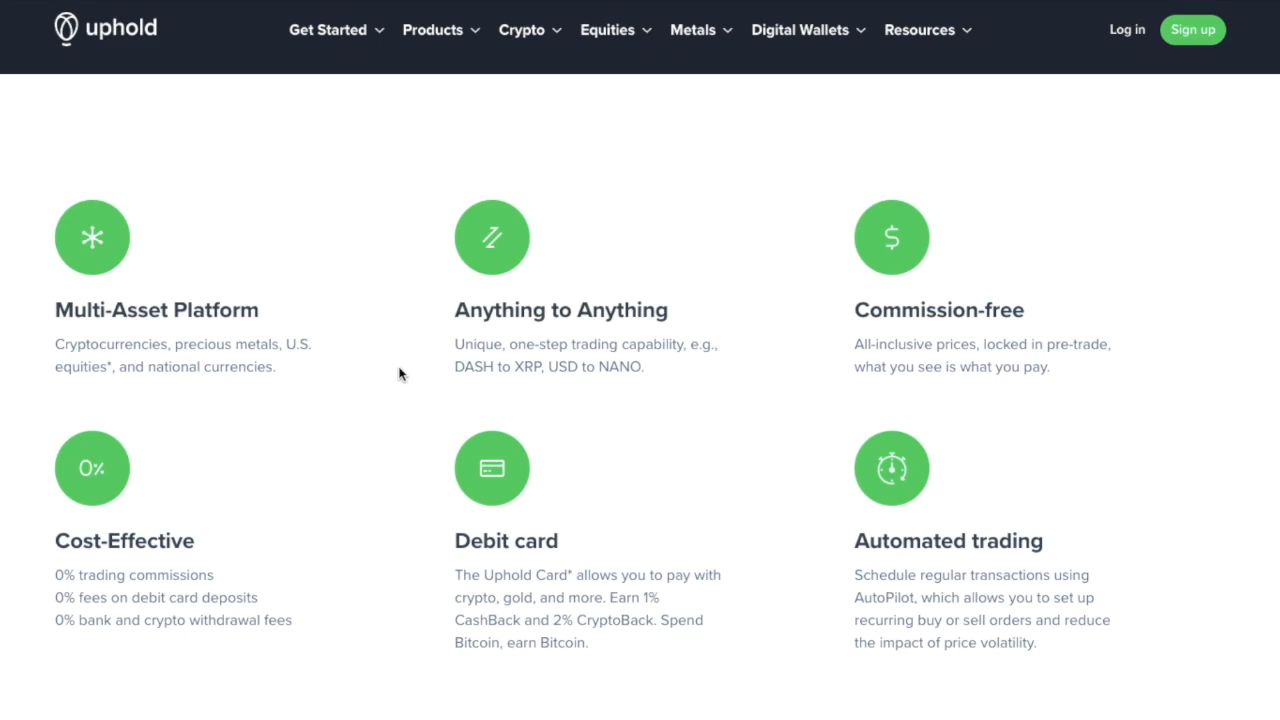 uphold
Get Started
Products
Crypto
Equities
Metals
Digital Wallets
Resources
Log in
Sign up
Multi-Asset Platform
Cryptocurrencies, precious metals, U.S.
equities*, and national currencies.
Anything to Anything
Unique, one-step trading capability, e.g.,
DASH to XRP, USD to NANO.
$
Commission-free
All-inclusive prices, locked in pre-trade,
what you see is what you pay.
0%
Cost-Effective
0% trading commissions
0% fees on debit card deposits
0% bank and crypto withdrawal fees
Debit card
The Uphold Card* allows you to pay with
crypto, gold, and more. Earn 1%
CashBack and 2% CryptoBack. Spend
Bitcoin, earn Bitcoin.
Automated trading
Schedule regular transactions using
AutoPilot, which allows you to set up
recurring buy or sell orders and reduce
the impact of price volatility.